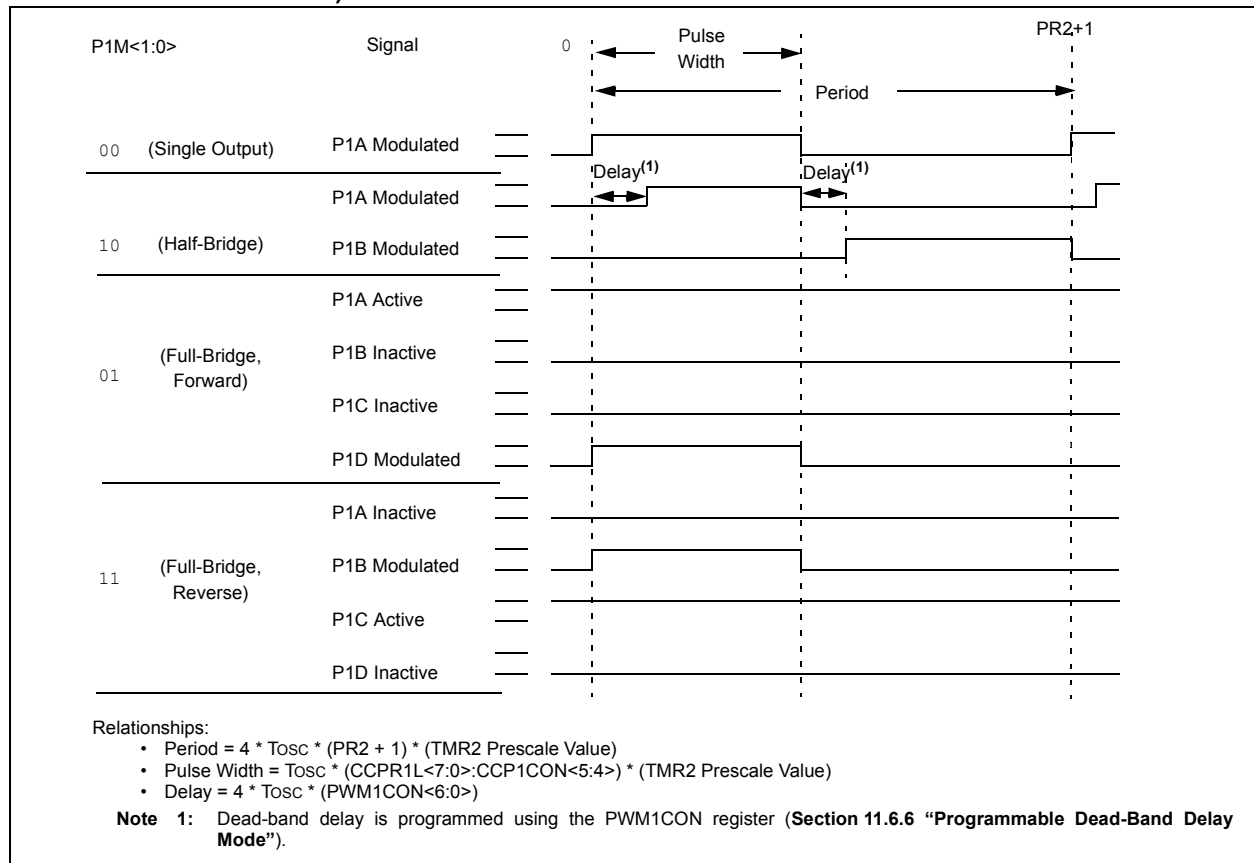 P1M<1:0> Signal 0 Pulse Width PR2+1
Period
00 (Single Output) P1A Modulated
Delay(1) Delay(1)
P1A Modulated
10 (Half-Bridge) P1B Modulated
P1A Active
P1B Inactive
01 (Full-Bridge, Forward)
P1C Inactive
P1D Modulated
P1A Inactive
P1B Modulated
11 (Full-Bridge, Reverse)
P1C Active
P1D Inactive
Relationships:
• Period = 4 * TOSC * (PR2 + 1) * (TMR2 Prescale Value)
• Pulse Width = TOSC * (CCPR1L<7:0>:CCP1CON<5:4>) * (TMR2 Prescale Value)
• Delay = 4 * TOSC * (PWM1CON<6:0>)
Note 1: Dead-band delay is programmed using the PWM1CON register (Section 11.6.6 “Programmable Dead-Band Delay
Mode”).